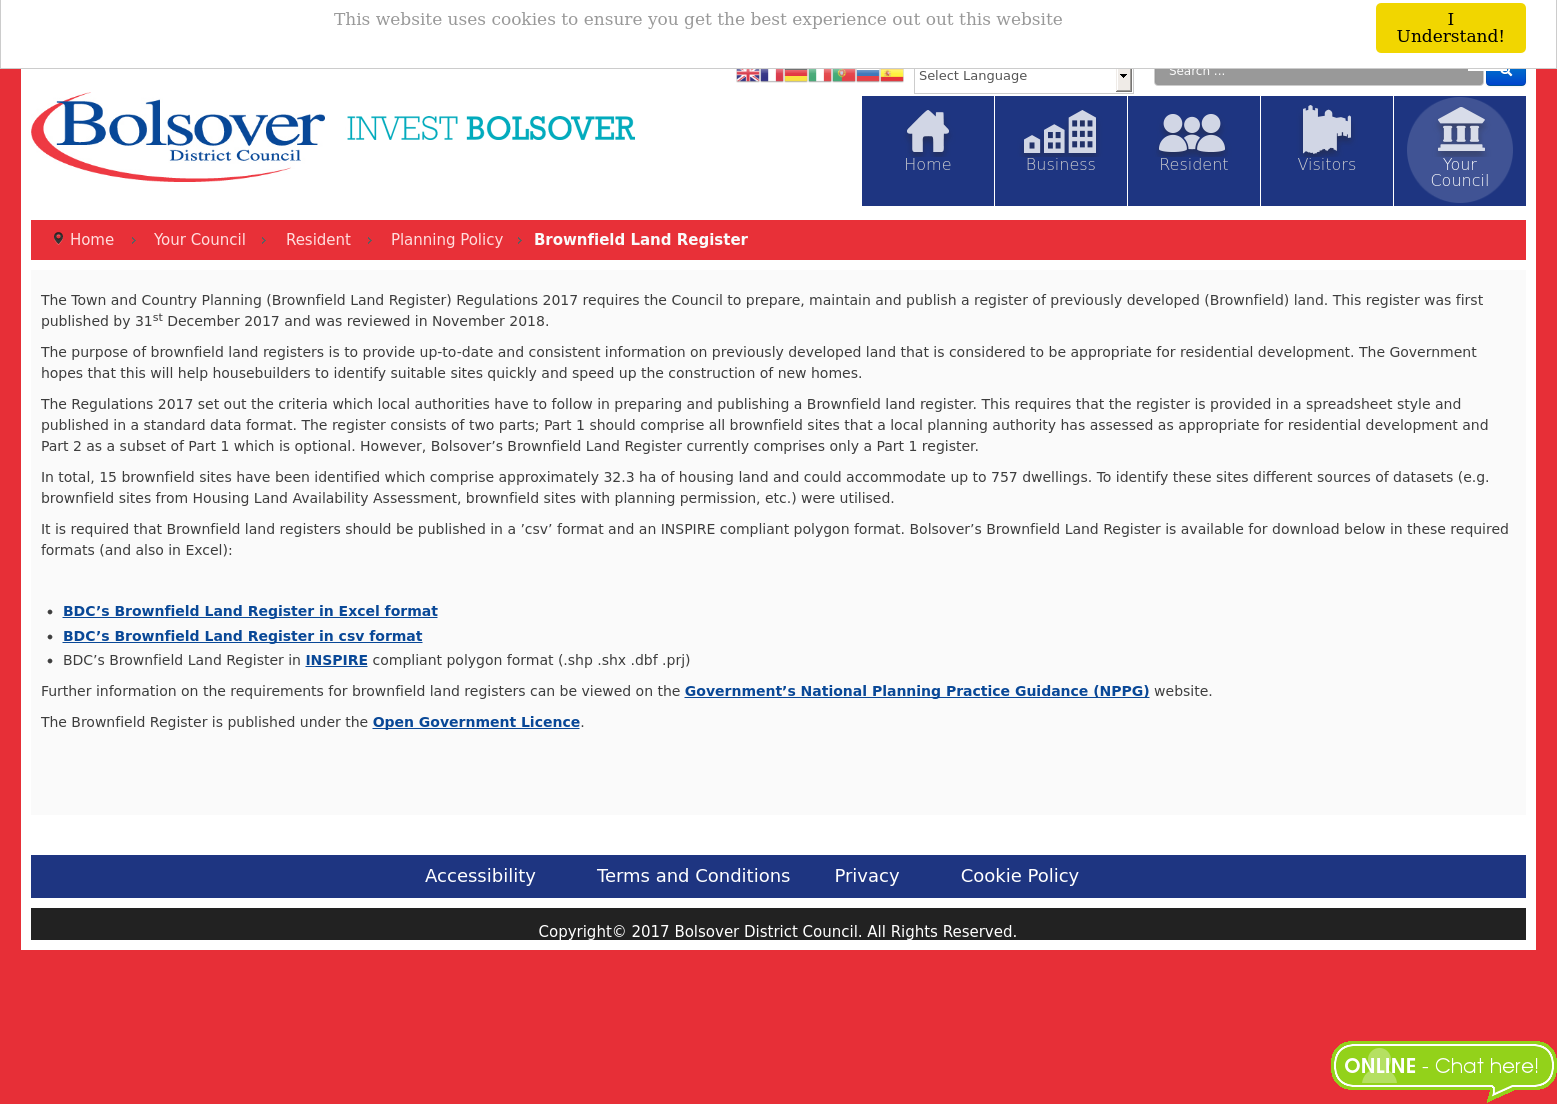 This website uses cookies to ensure you get the best experience out out this website
I
Understand!
Select Language
Search ...
Bolsover
District Council
INVEST BOLSOVER
Home
Business
Resident
Visitors
Your
Council
Home
Your Council
Resident
Planning Policy
Brownfield Land Register
The Town and Country Planning (Brownfield Land Register) Regulations 2017 requires the Council to prepare, maintain and publish a register of previously developed (Brownfield) land. This register was first
published by 31st December 2017 and was reviewed in November 2018.
The purpose of brownfield land registers is to provide up-to-date and consistent information on previously developed land that is considered to be appropriate for residential development. The Government
hopes that this will help housebuilders to identify suitable sites quickly and speed up the construction of new homes.
The Regulations 2017 set out the criteria which local authorities have to follow in preparing and publishing a Brownfield land register. This requires that the register is provided in a spreadsheet style and
published in a standard data format. The register consists of two parts; Part 1 should comprise all brownfield sites that a local planning authority has assessed as appropriate for residential development and
Part 2 as a subset of Part 1 which is optional. However, Bolsover’s Brownfield Land Register currently comprises only a Part 1 register.
In total, 15 brownfield sites have been identified which comprise approximately 32.3 ha of housing land and could accommodate up to 757 dwellings. To identify these sites different sources of datasets (e.g.
brownfield sites from Housing Land Availability Assessment, brownfield sites with planning permission, etc.) were utilised.
It is required that Brownfield land registers should be published in a ’csv’ format and an INSPIRE compliant polygon format. Bolsover’s Brownfield Land Register is available for download below in these required
formats (and also in Excel):
• BDC’s Brownfield Land Register in Excel format
• BDC’s Brownfield Land Register in csv format
• BDC’s Brownfield Land Register in INSPIRE compliant polygon format (.shp .shx .dbf .prj)
Further information on the requirements for brownfield land registers can be viewed on the Government’s National Planning Practice Guidance (NPPG) website.
The Brownfield Register is published under the Open Government Licence.
Accessibility
Terms and Conditions
Privacy
Cookie Policy
Copyright© 2017 Bolsover District Council. All Rights Reserved.
ONLINE - Chat here!